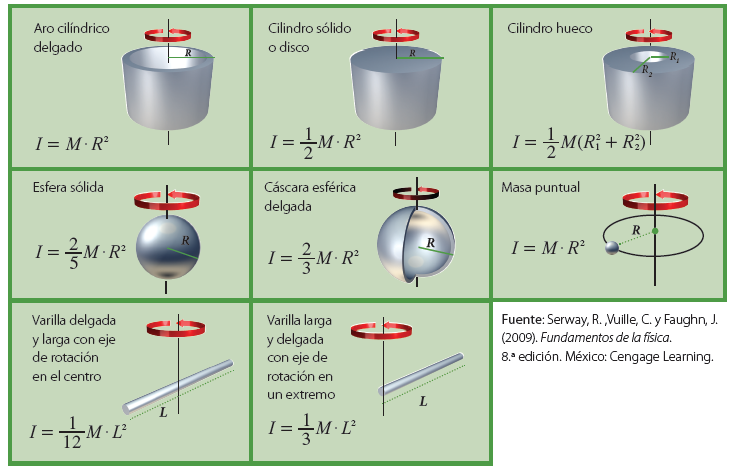 Aro cilíndrico
delgado
R
I = M · R²
Cilindro sólido
o disco
R
I = 1/2 M · R²
Cilindro hueco
R₁
R₂
I = 1/2 M(R₁² + R₂²)
Esfera sólida
R
I = 2/5 M · R²
Cáscara esférica
delgada
R
I = 2/3 M · R²
Masa puntual
R
I = M · R²
Varilla delgada
y larga con eje
de rotación
en el centro
L
I = 1/12 M · L²
Varilla larga
y delgada
con eje de
rotación en
un extremo
L
I = 1/3 M · L²
Fuente: Serway, R. ,Vuille, C. y Faughn, J.
(2009). Fundamentos de la física.
8.ª edición. México: Cengage Learning.